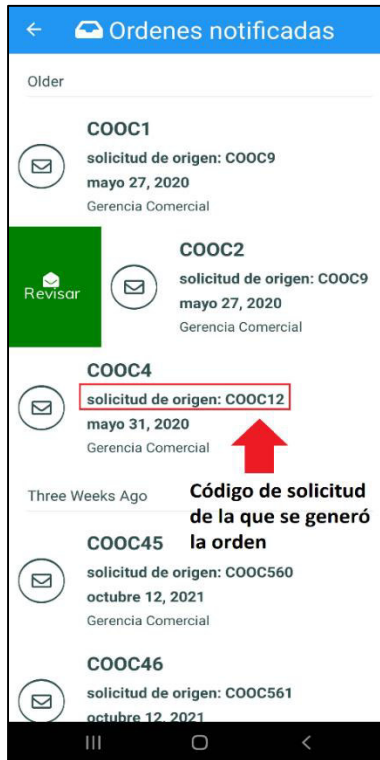 Ordenes notificadas
Older
COOC1
solicitud de origen: COOC9
mayo 27, 2020
Gerencia Comercial
Revisar
COOC2
solicitud de origen: COOC9
mayo 27, 2020
Gerencia Comercial
COOC4
solicitud de origen: COOC12
mayo 31, 2020
Gerencia Comercial
Código de solicitud
de la que se generó
la orden
Three Weeks Ago
COOC45
solicitud de origen: COOC560
octubre 12, 2021
Gerencia Comercial
COOC46
solicitud de origen: COOC561
octubre 12, 2021